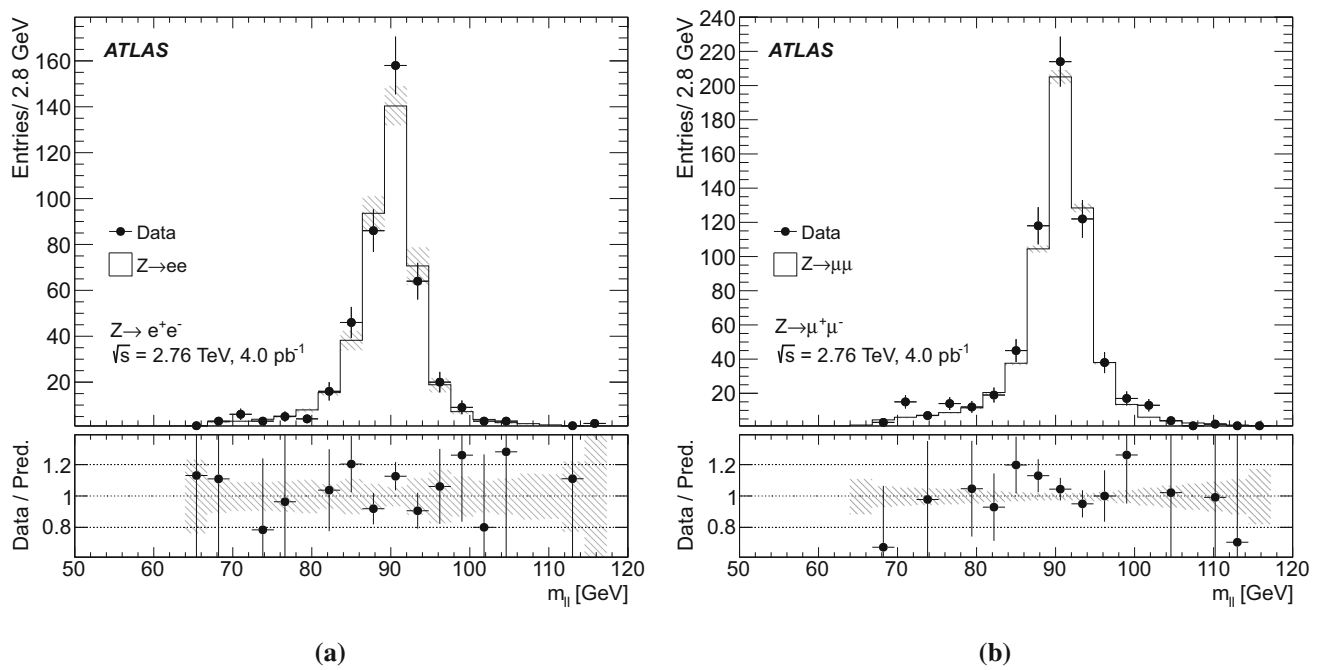 Entries/ 2.8 GeV
160
140
120
100
80
60
40
20
ATLAS
Data
Z→ee
Z→ e⁺e⁻
√s = 2.76 TeV, 4.0 pb⁻¹
Data / Pred.
1.2
1
0.8
50 60 70 80 90 100 110 120
m_ll [GeV]
(a)
Entries/ 2.8 GeV
240
220
200
180
160
140
120
100
80
60
40
20
ATLAS
Data
Z→μμ
Z→μ⁺μ⁻
√s = 2.76 TeV, 4.0 pb⁻¹
Data / Pred.
1.2
1
0.8
50 60 70 80 90 100 110 120
m_ll [GeV]
(b)